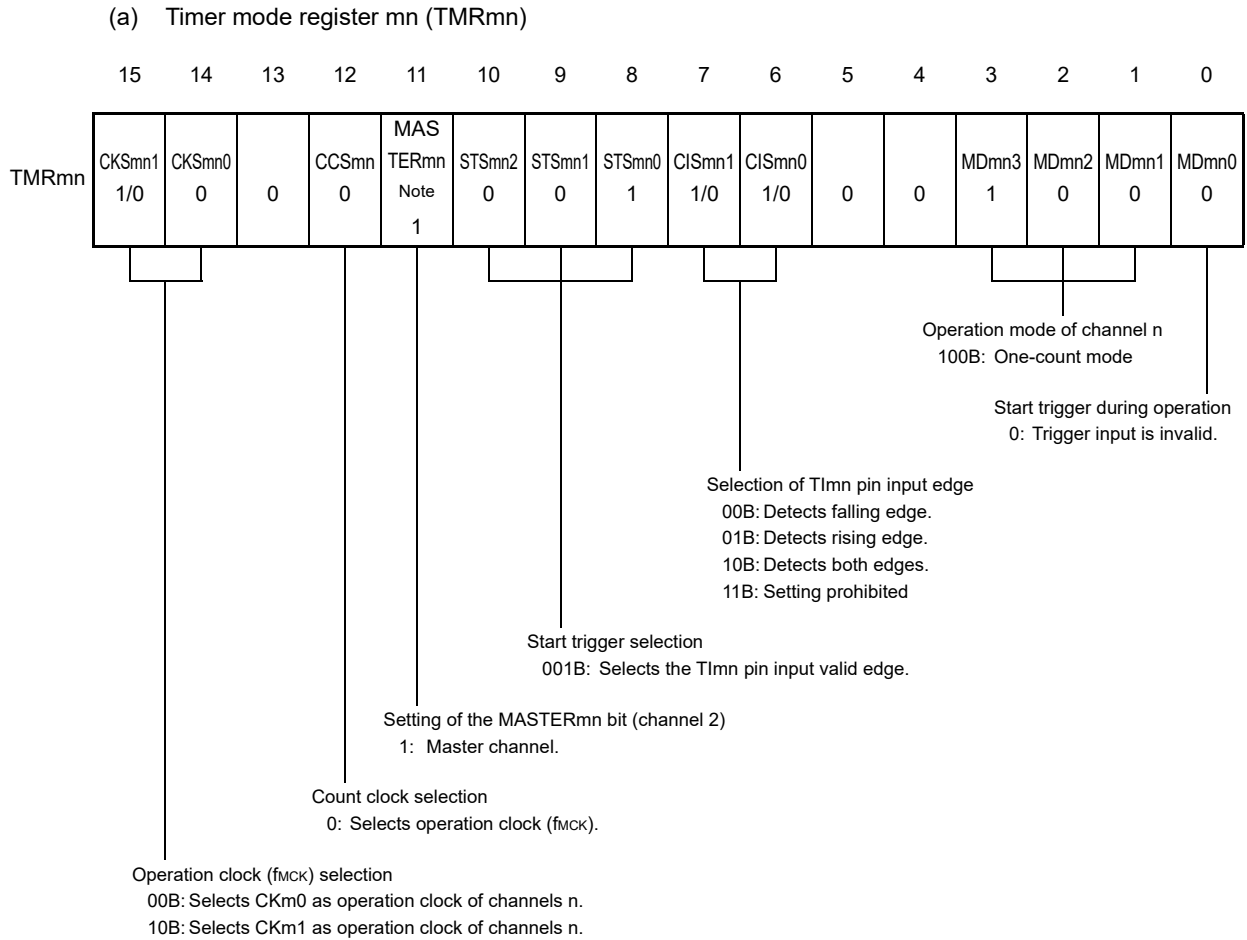 (a) Timer mode register mn (TMRmn)
15 14 13 12 11 10 9 8 7 6 5 4 3 2 1 0
TMRmn
CKSmn1 CKSmn0 CCSmn MAS TERmn Note STSmn2 STSmn1 STSmn0 CISmn1 CISmn0 MDmn3 MDmn2 MDmn1 MDmn0
1/0 0 0 0 1 0 0 1 1/0 1/0 0 0 1 0 0 0
Operation mode of channel n
100B: One-count mode
Start trigger during operation
0: Trigger input is invalid.
Selection of TImn pin input edge
00B: Detects falling edge.
01B: Detects rising edge.
10B: Detects both edges.
11B: Setting prohibited
Start trigger selection
001B: Selects the TImn pin input valid edge.
Setting of the MASTERmn bit (channel 2)
1: Master channel.
Count clock selection
0: Selects operation clock (fMCK).
Operation clock (fMCK) selection
00B: Selects CKm0 as operation clock of channels n.
10B: Selects CKm1 as operation clock of channels n.